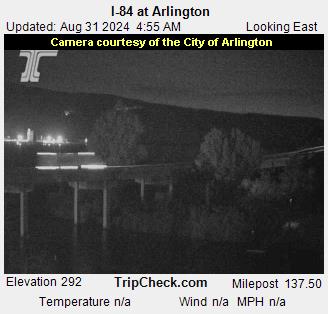 I-84 at Arlington
Updated: Aug 31 2024 4:55 AM Looking East
Camera courtesy of the City of Arlington
Elevation 292 TripCheck.com Milepost 137.50
Temperature n/a Wind n/a MPH n/a